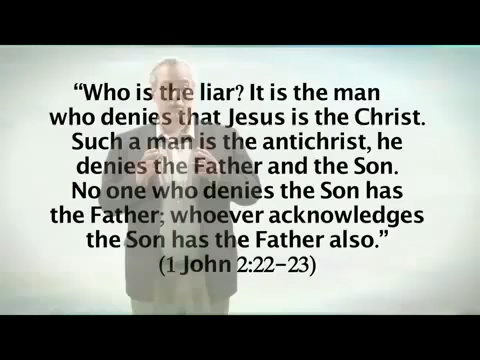 “Who is the liar? It is the man
who denies that Jesus is the Christ.
Such a man is the antichrist, he
denies the Father and the Son.
No one who denies the Son has
the Father; whoever acknowledges
the Son has the Father also.”
(1 John 2:22–23)